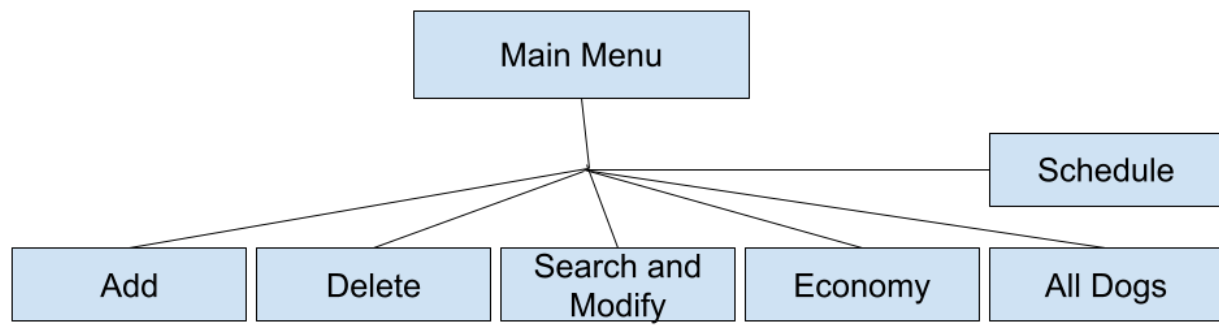 Main Menu
Schedule
Add
Delete
Search and
Modify
Economy
All Dogs